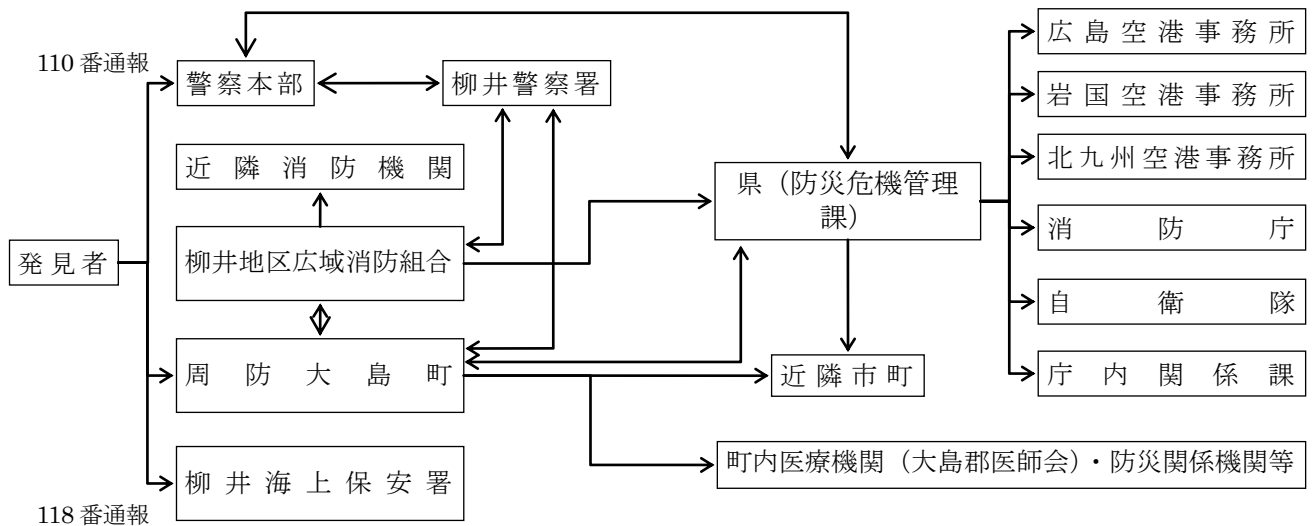 110 番通報
警察本部
柳井警察署
近隣消防機関
柳井地区広域消防組合
発見者
周防大島町
柳井海上保安署
118 番通報
県（防災危機管理
課）
近隣市町
町内医療機関（大島郡医師会）・防災関係機関等
広島空港事務所
岩国空港事務所
北九州空港事務所
消防庁
自衛隊
庁内関係課